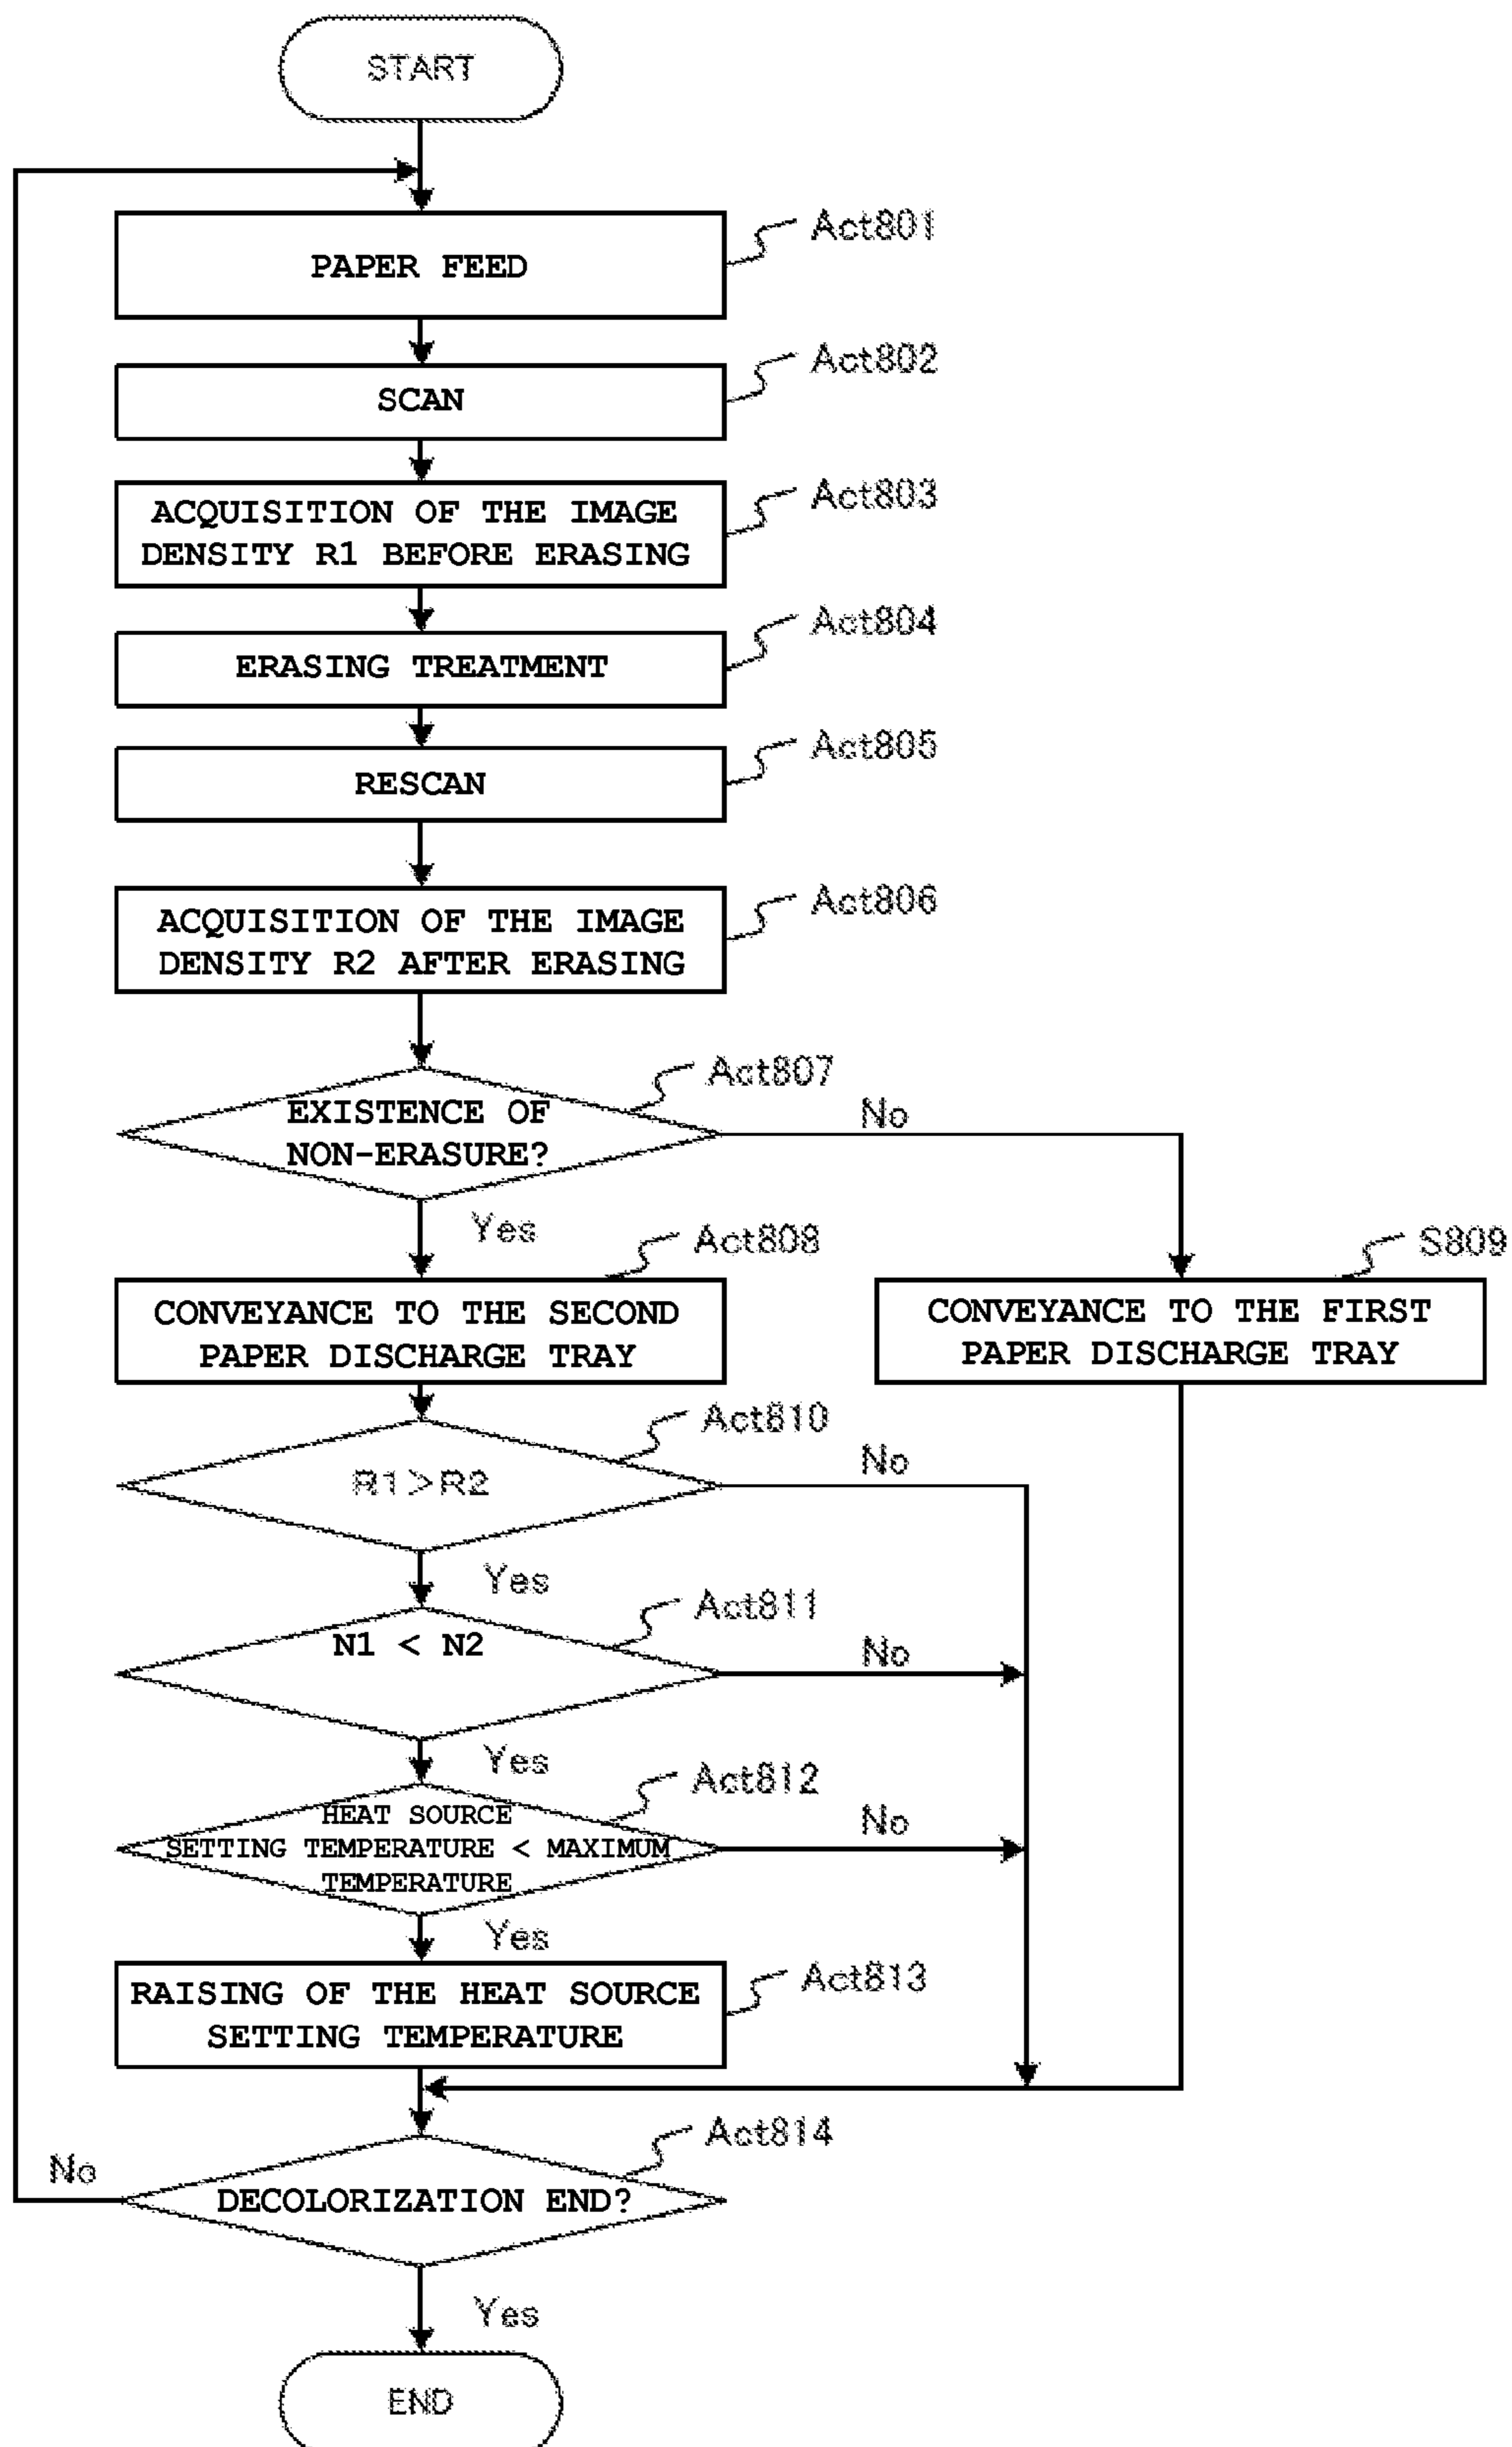 START
PAPER FEED
Act801
SCAN
Act802
ACQUISITION OF THE IMAGE
DENSITY R1 BEFORE ERASING
Act803
ERASING TREATMENT
Act804
RESCAN
Act805
ACQUISITION OF THE IMAGE
DENSITY R2 AFTER ERASING
Act806
EXISTENCE OF
NON-ERASURE?
Act807
No
Yes
CONVEYANCE TO THE SECOND
PAPER DISCHARGE TRAY
Act808
CONVEYANCE TO THE FIRST
PAPER DISCHARGE TRAY
S809
R1>R2
Act810
No
Yes
N1 < N2
Act811
No
Yes
HEAT SOURCE
SETTING TEMPERATURE < MAXIMUM
TEMPERATURE
Act812
No
Yes
RAISING OF THE HEAT SOURCE
SETTING TEMPERATURE
Act813
DECOLORIZATION END?
Act814
No
Yes
END